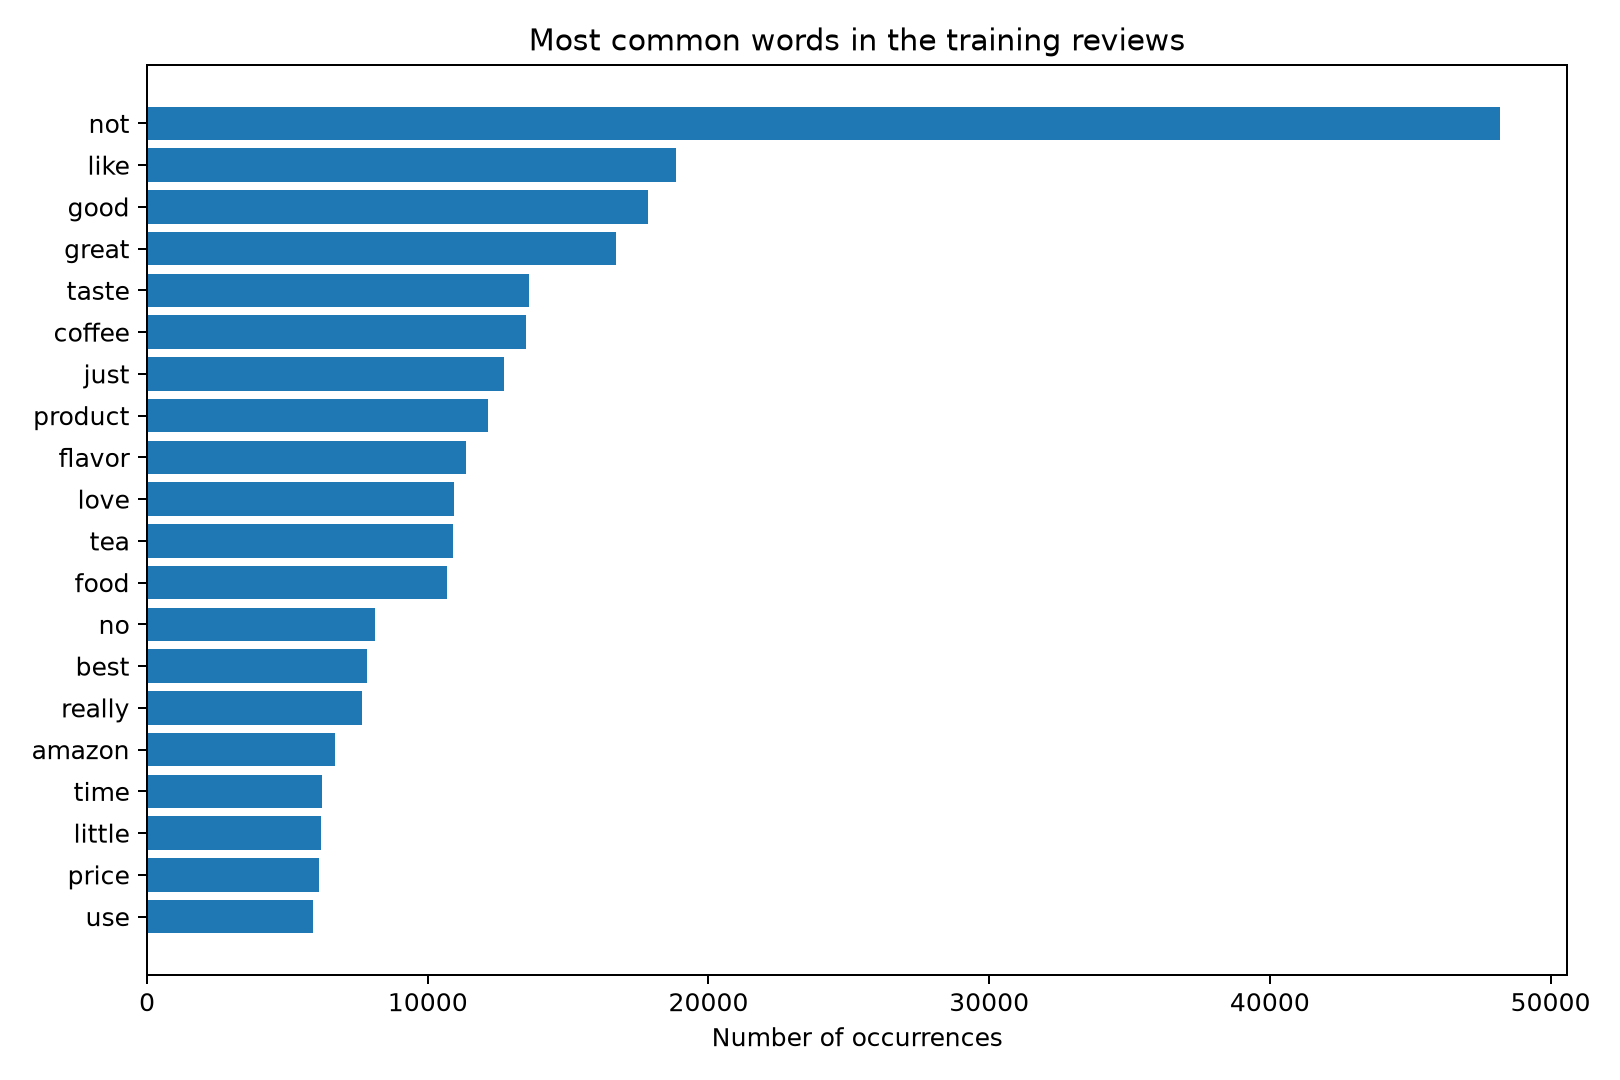 Most common words in the training reviews
not
like
good
great
taste
coffee
just
product
flavor
love
tea
food
no
best
really
amazon
time
little
price
use
0 10000 20000 30000 40000 50000
Number of occurrences